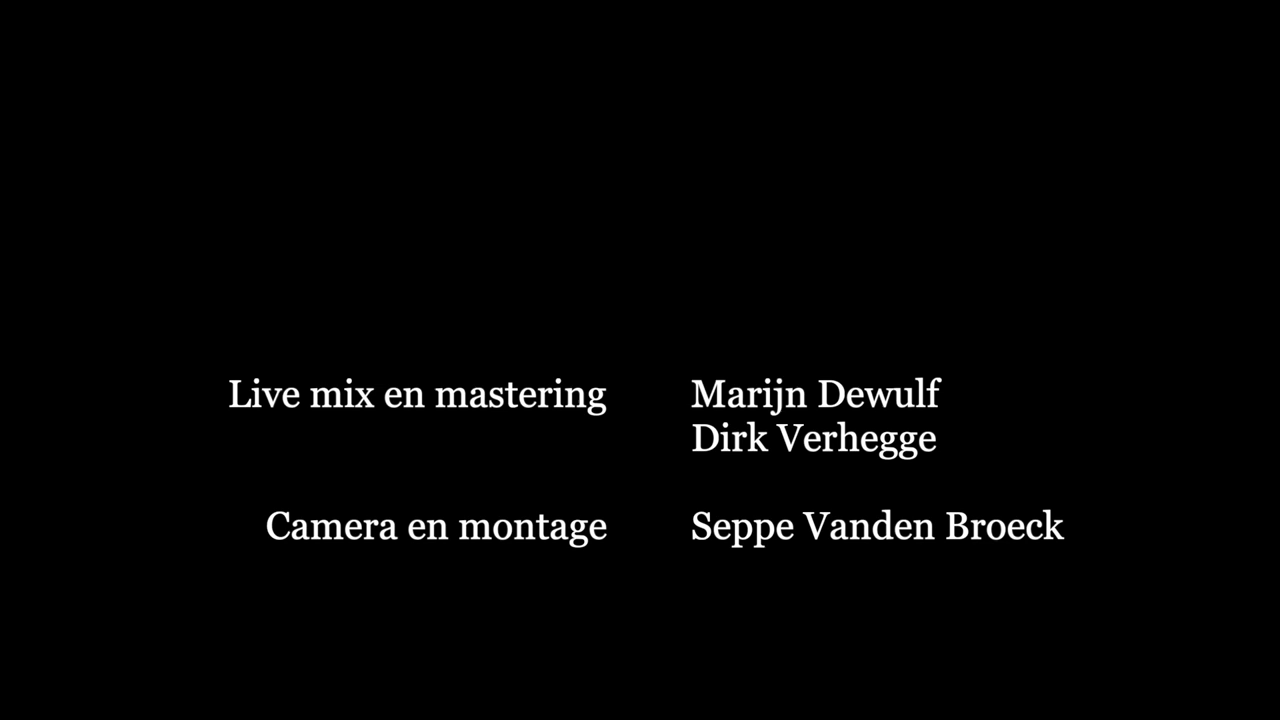 Live mix en mastering Marijn Dewulf
Dirk Verhegge
Camera en montage Seppe Vanden Broeck